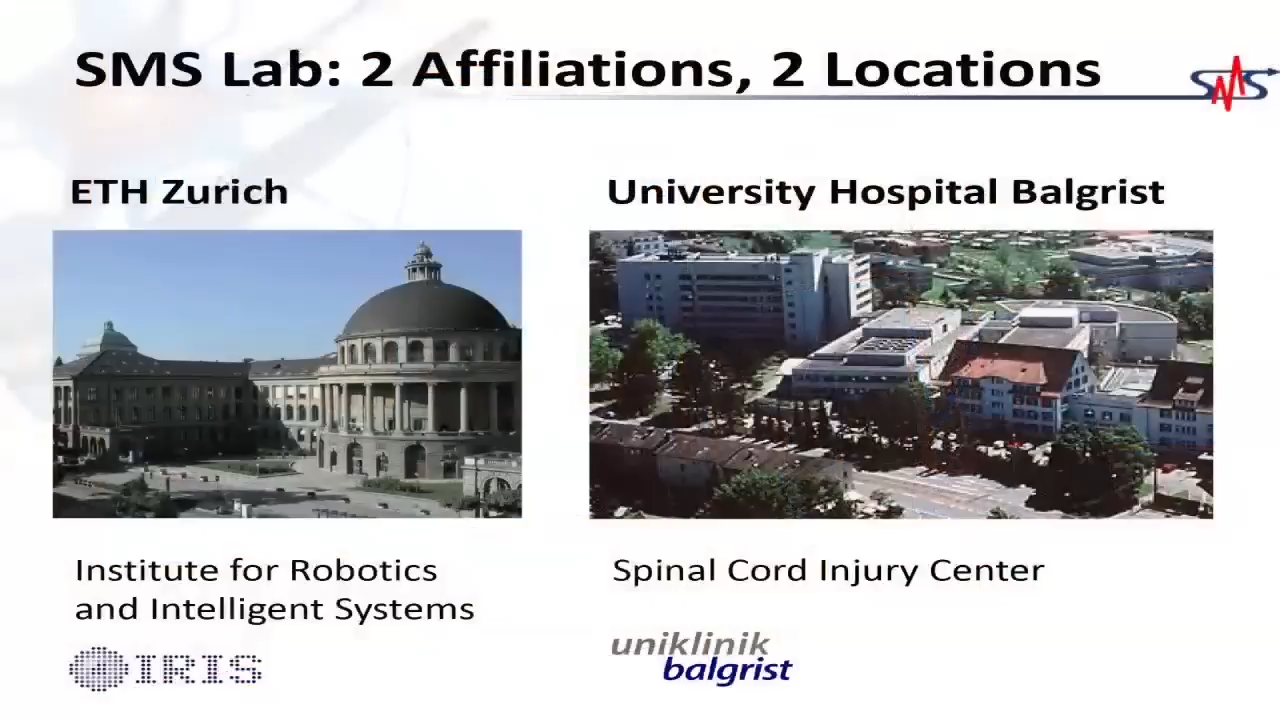 SMS Lab: 2 Affiliations, 2 Locations
SMS
ETH Zurich
University Hospital Balgrist
Institute for Robotics
and Intelligent Systems
IRIS
Spinal Cord Injury Center
uniklinik
balgrist